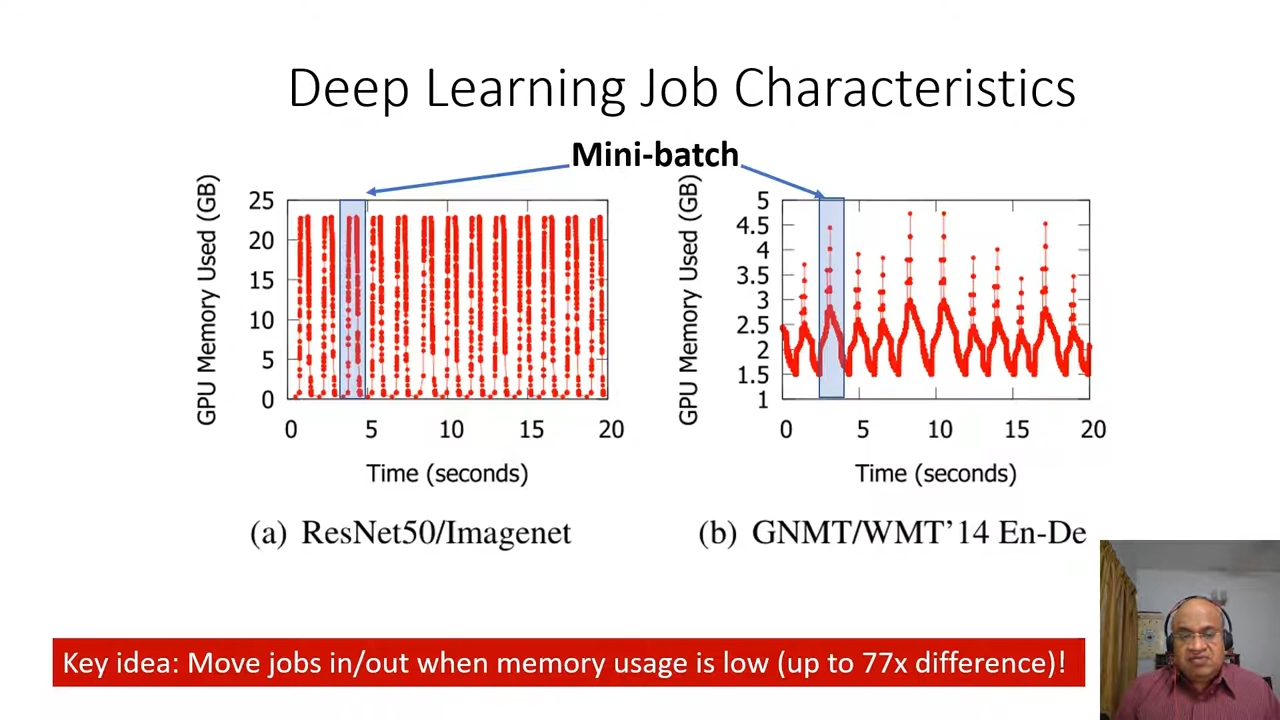 Deep Learning Job Characteristics
Mini-batch
GPU Memory Used (GB)
25
20
15
10
5
0
0 5 10 15 20
Time (seconds)
(a) ResNet50/Imagenet
GPU Memory Used (GB)
5
4.5
4
3.5
3
2.5
2
1.5
1
0 5 10 15 20
Time (seconds)
(b) GNMT/WMT’14 En-De
Key idea: Move jobs in/out when memory usage is low (up to 77x difference)!